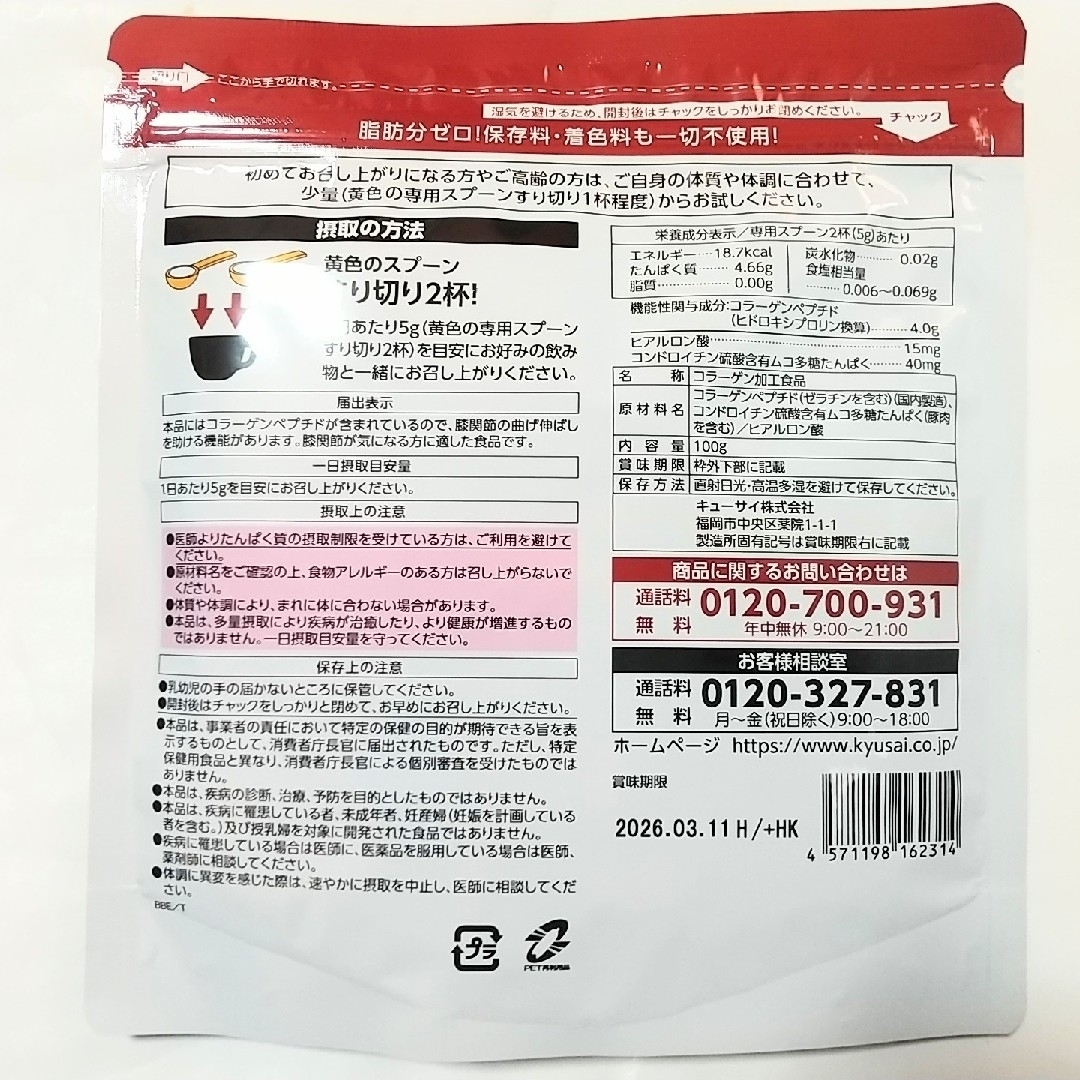 切り口
ここから手で切れます。
湿気を避けるため、開封後はチャックをしっかりお閉めください。
チャック
脂肪分ゼロ!保存料・着色料も一切不使用!
初めてお召し上がりになる方やご高齢の方は、ご自身の体質や体調に合わせて、
少量(黄色の専用スプーンすり切り1杯程度)からお試しください。
摂取の方法
黄色のスプーン
すり切り2杯!
1日あたり5g(黄色の専用スプーン
すり切り2杯)を目安にお好みの飲み
物と一緒にお召し上がりください。
届出表示
本品にはコラーゲンペプチドが含まれているので、膝関節の曲げ伸ばし
を助ける機能があります。膝関節が気になる方に適した食品です。
一日摂取目安量
1日あたり5gを目安にお召し上がりください。
摂取上の注意
●医師よりたんぱく質の摂取制限を受けている方は、ご利用を避けて
ください。
●原材料名をご確認の上、食物アレルギーのある方は召し上がらないで
ください。
●体質や体調により、まれに体に合わない場合があります。
●本品は、多量摂取により疾病が治癒したり、より健康が増進するもの
ではありません。一日摂取目安量を守ってください。
保存上の注意
●乳幼児の手の届かないところに保管してください。
●開封後はチャックをしっかりと閉めて、お早めにお召し上がりください。
●本品は、事業者の責任において特定の保健の目的が期待できる旨を表
示するものとして、消費者庁長官に届出されたものです。ただし、特定
保健用食品と異なり、消費者庁長官による個別審査を受けたものでは
ありません。
●本品は、疾病の診断、治療、予防を目的としたものではありません。
●本品は、疾病に罹患している者、未成年者、妊産婦(妊娠を計画している
者を含む。)及び授乳婦を対象に開発された食品ではありません。
●疾病に罹患している場合は医師に、医薬品を服用している場合は医師、
薬剤師に相談してください。
●体調に異変を感じた際は、速やかに摂取を中止し、医師に相談してくだ
さい。
BBE/T
プラ
PET再利用品
栄養成分表示/専用スプーン2杯(5g)あたり
エネルギー……18.7kcal
たんぱく質………4.66g
脂質………………0.00g
炭水化物…………0.02g
食塩相当量
………0.006〜0.069g
機能性関与成分:コラーゲンペプチド
(ヒドロキシプロリン換算)………4.0g
ヒアルロン酸………………15mg
コンドロイチン硫酸含有ムコ多糖たんぱく………40mg
名称 コラーゲン加工食品
原材料名 コラーゲンペプチド(ゼラチンを含む)(国内製造)、
コンドロイチン硫酸含有ムコ多糖たんぱく(豚肉
を含む)/ヒアルロン酸
内容量 100g
賞味期限 枠外下部に記載
保存方法 直射日光・高温多湿を避けて保存してください。
キューサイ株式会社
福岡市中央区薬院1-1-1
製造所固有記号は賞味期限右に記載
商品に関するお問い合わせは
通話料無料 0120-700-931
年中無休 9:00〜21:00
お客様相談室
通話料無料 0120-327-831
月〜金(祝日除く)9:00〜18:00
ホームページ https://www.kyusai.co.jp/
賞味期限
2026.03.11 H/+HK
4 571198 162314